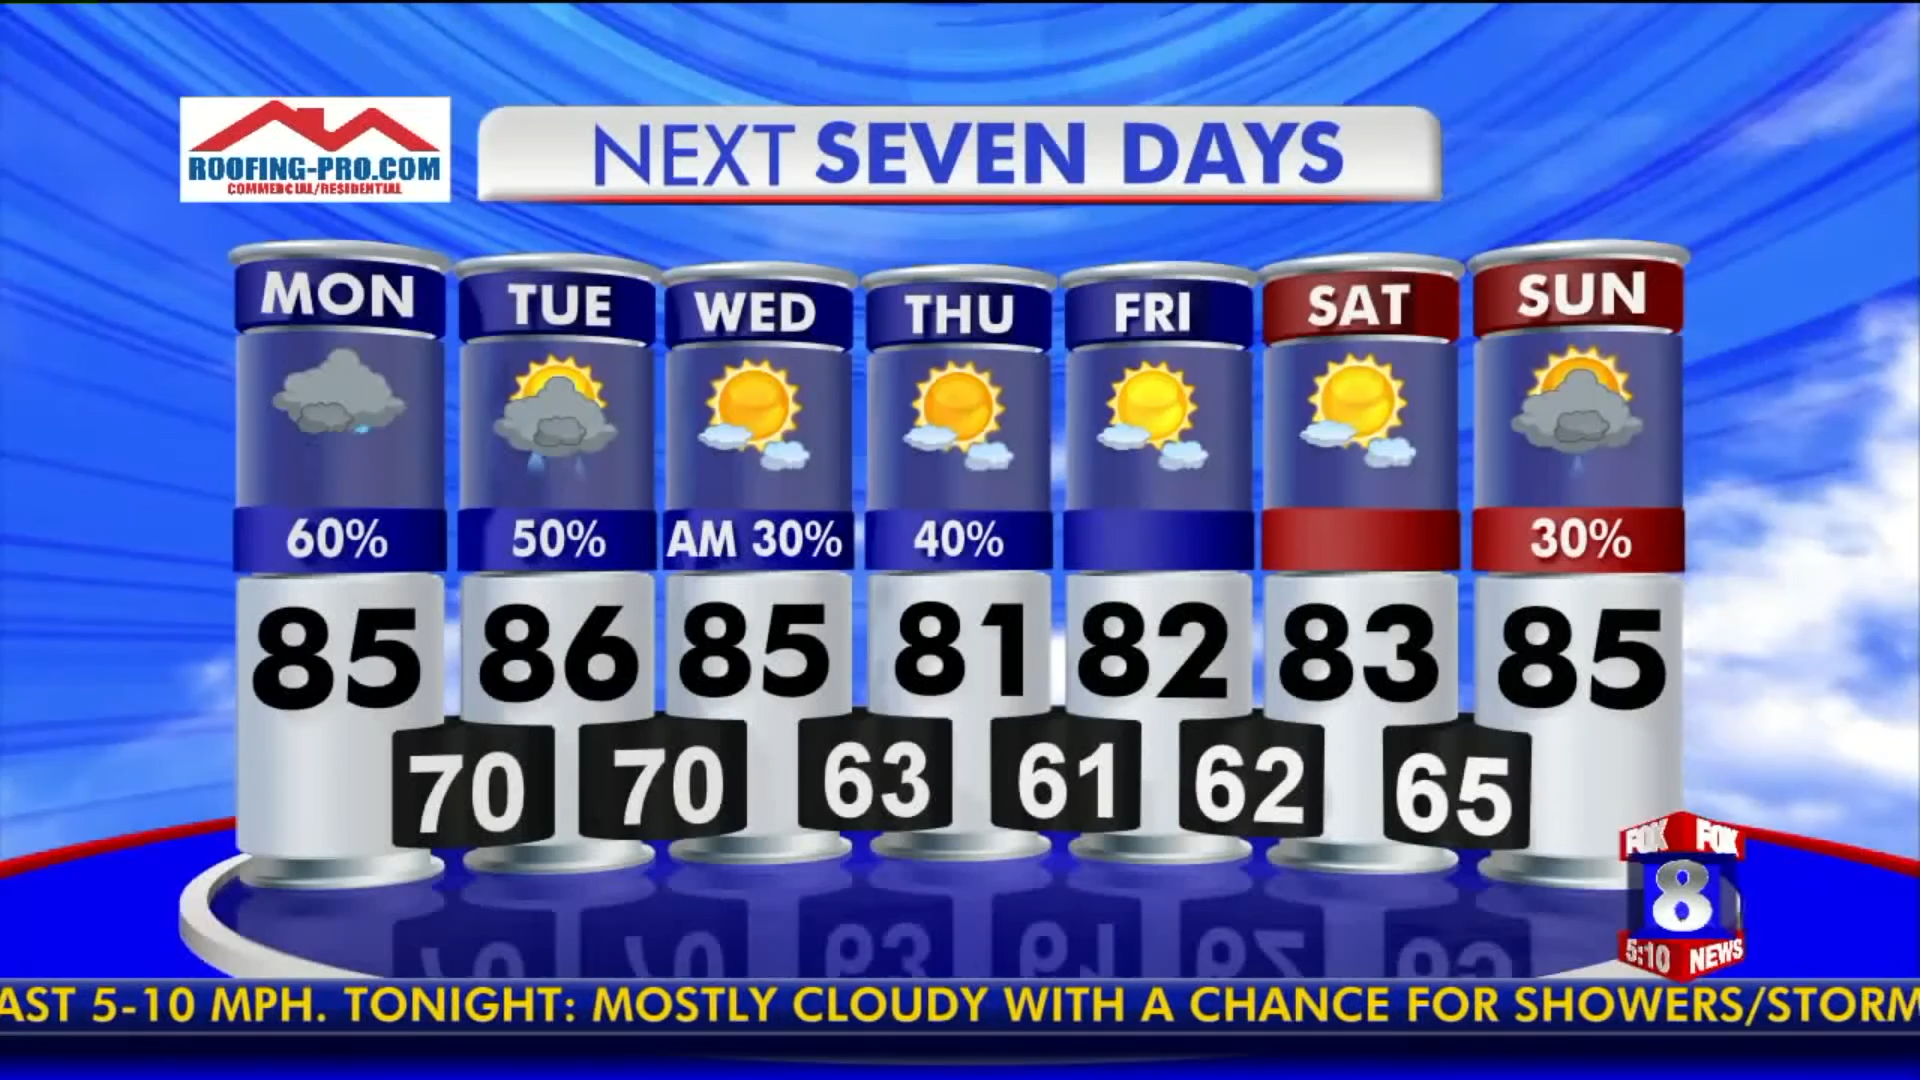 ROOFING-PRO.COM
COMMERCIAL/RESIDENTIAL
NEXT SEVEN DAYS
MON TUE WED THU FRI SAT SUN
60% 50% AM 30% 40% 30%
85 86 85 81 82 83 85
70 70 63 61 62 65
FOX FOX
8
5:10 NEWS
AST 5-10 MPH. TONIGHT: MOSTLY CLOUDY WITH A CHANCE FOR SHOWERS/STORM